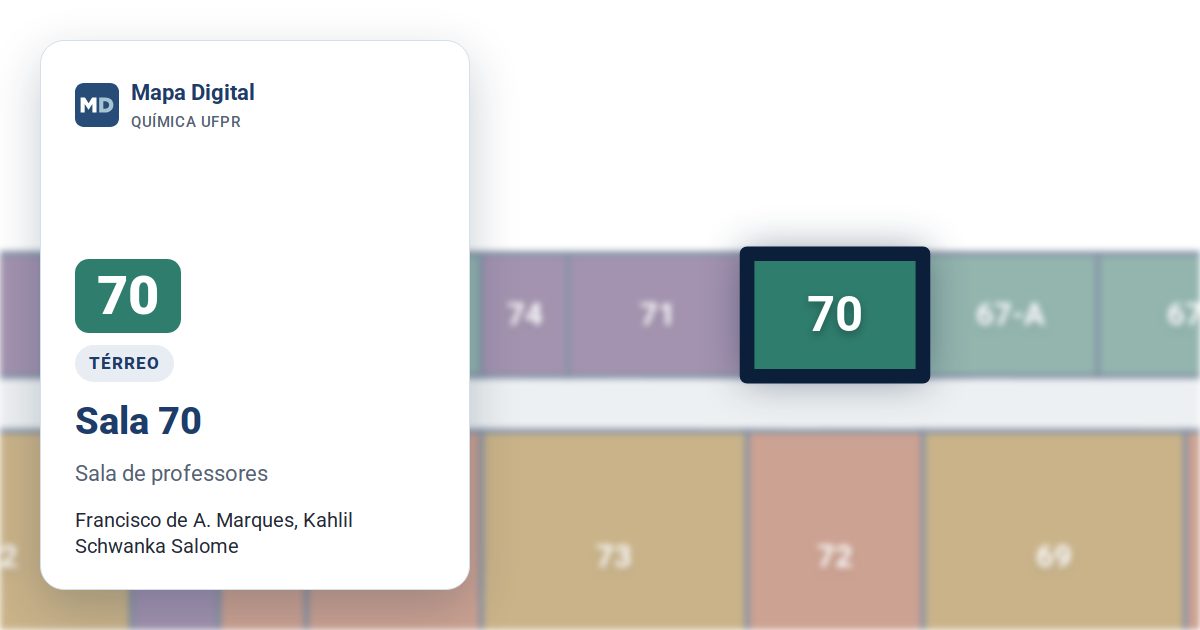 MD
Mapa Digital
QUÍMICA UFPR
70
TÉRREO
Sala 70
Sala de professores
Francisco de A. Marques, Kahlil
Schwanka Salome
74
71
70
67-A
67
73
72
69